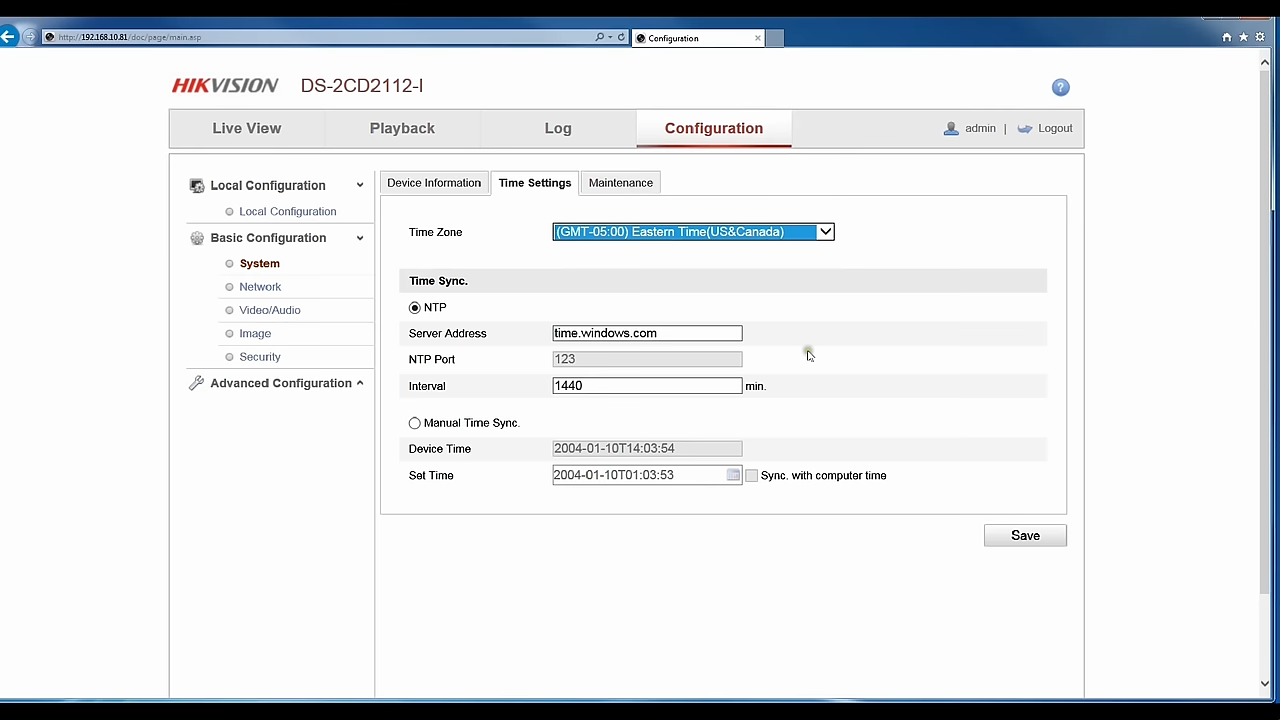 http://192.168.10.81/doc/page/main.asp
Configuration
HIKVISION DS-2CD2112-I
Live View Playback Log Configuration admin | Logout
Local Configuration
Local Configuration
Basic Configuration
System
Network
Video/Audio
Image
Security
Advanced Configuration
Device Information Time Settings Maintenance
Time Zone (GMT-05:00) Eastern Time(US&Canada)
Time Sync.
NTP
Server Address time.windows.com
NTP Port 123
Interval 1440 min.
Manual Time Sync.
Device Time 2004-01-10T14:03:54
Set Time 2004-01-10T01:03:53 Sync. with computer time
Save